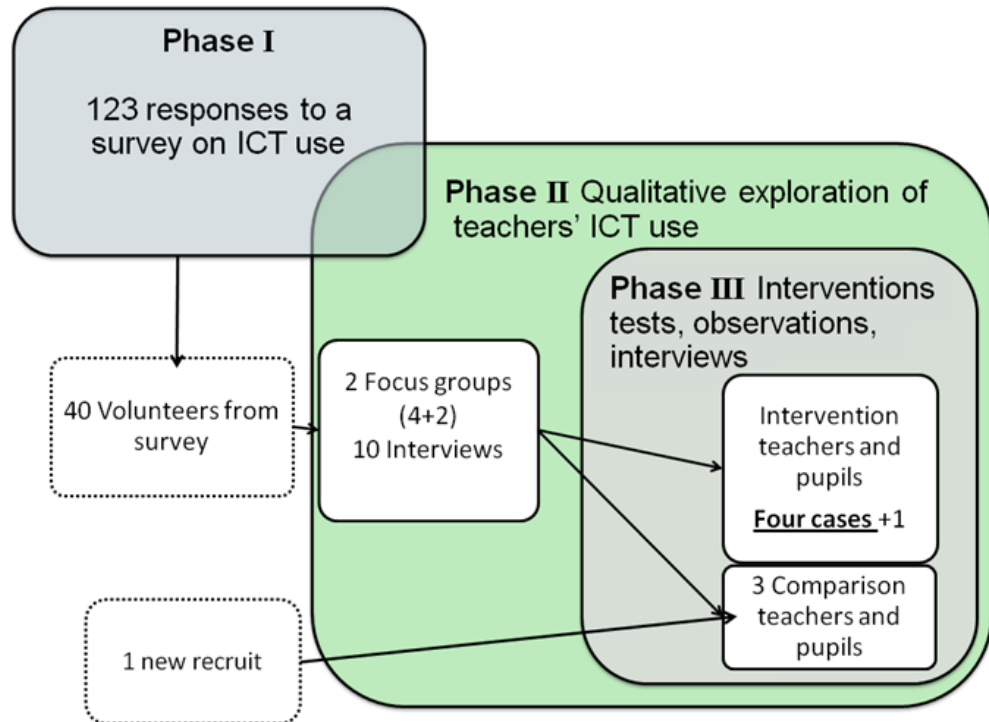 Phase I
123 responses to a
survey on ICT use
Phase II Qualitative exploration of
teachers' ICT use
Phase III Interventions
tests, observations,
interviews
40 Volunteers from
survey
2 Focus groups
(4+2)
10 Interviews
Intervention
teachers and
pupils
Four cases +1
3 Comparison
teachers and
pupils
1 new recruit